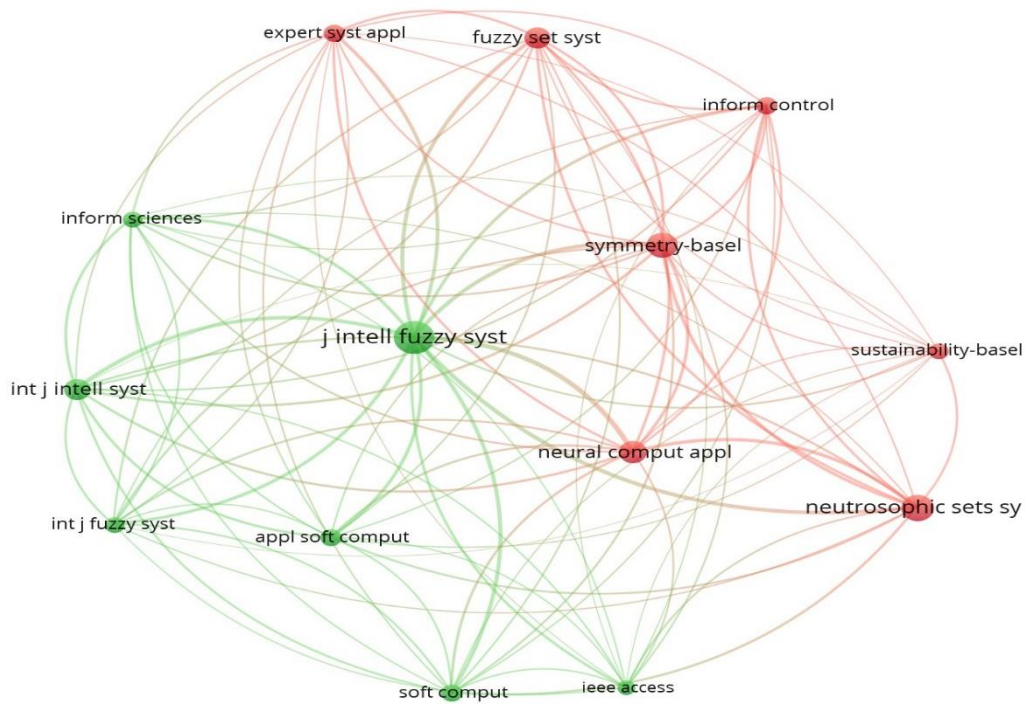 expert syst appl
fuzzy set syst
inform control
inform sciences
symmetry-basel
j intell fuzzy syst
sustainability-basel
int j intell syst
neural comput appl
neutrosophic sets sy
int j fuzzy syst
appl soft comput
soft comput
ieee access